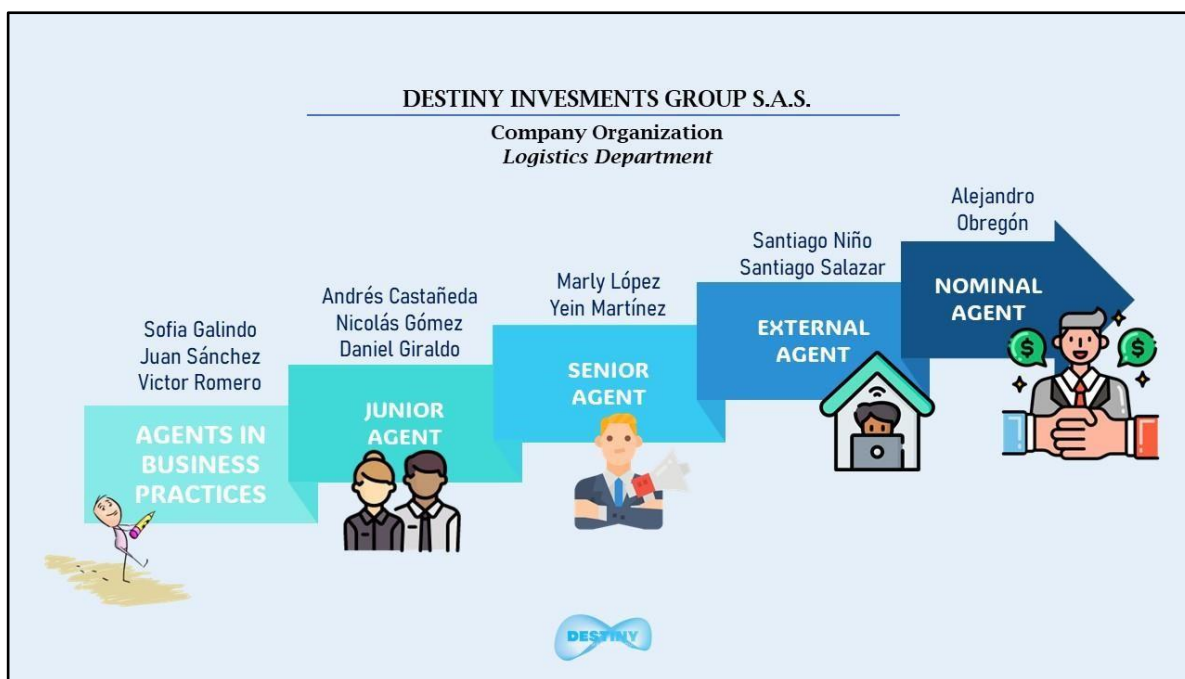 DESTINY INVESMENTS GROUP S.A.S.
Company Organization
Logistics Department
Sofia Galindo
Juan Sánchez
Victor Romero
AGENTS IN
BUSINESS
PRACTICES
Andrés Castañeda
Nicolás Gómez
Daniel Giraldo
JUNIOR
AGENT
Marly López
Yein Martínez
SENIOR
AGENT
Santiago Niño
Santiago Salazar
EXTERNAL
AGENT
Alejandro
Obregón
NOMINAL
AGENT
$
$
DESTINY